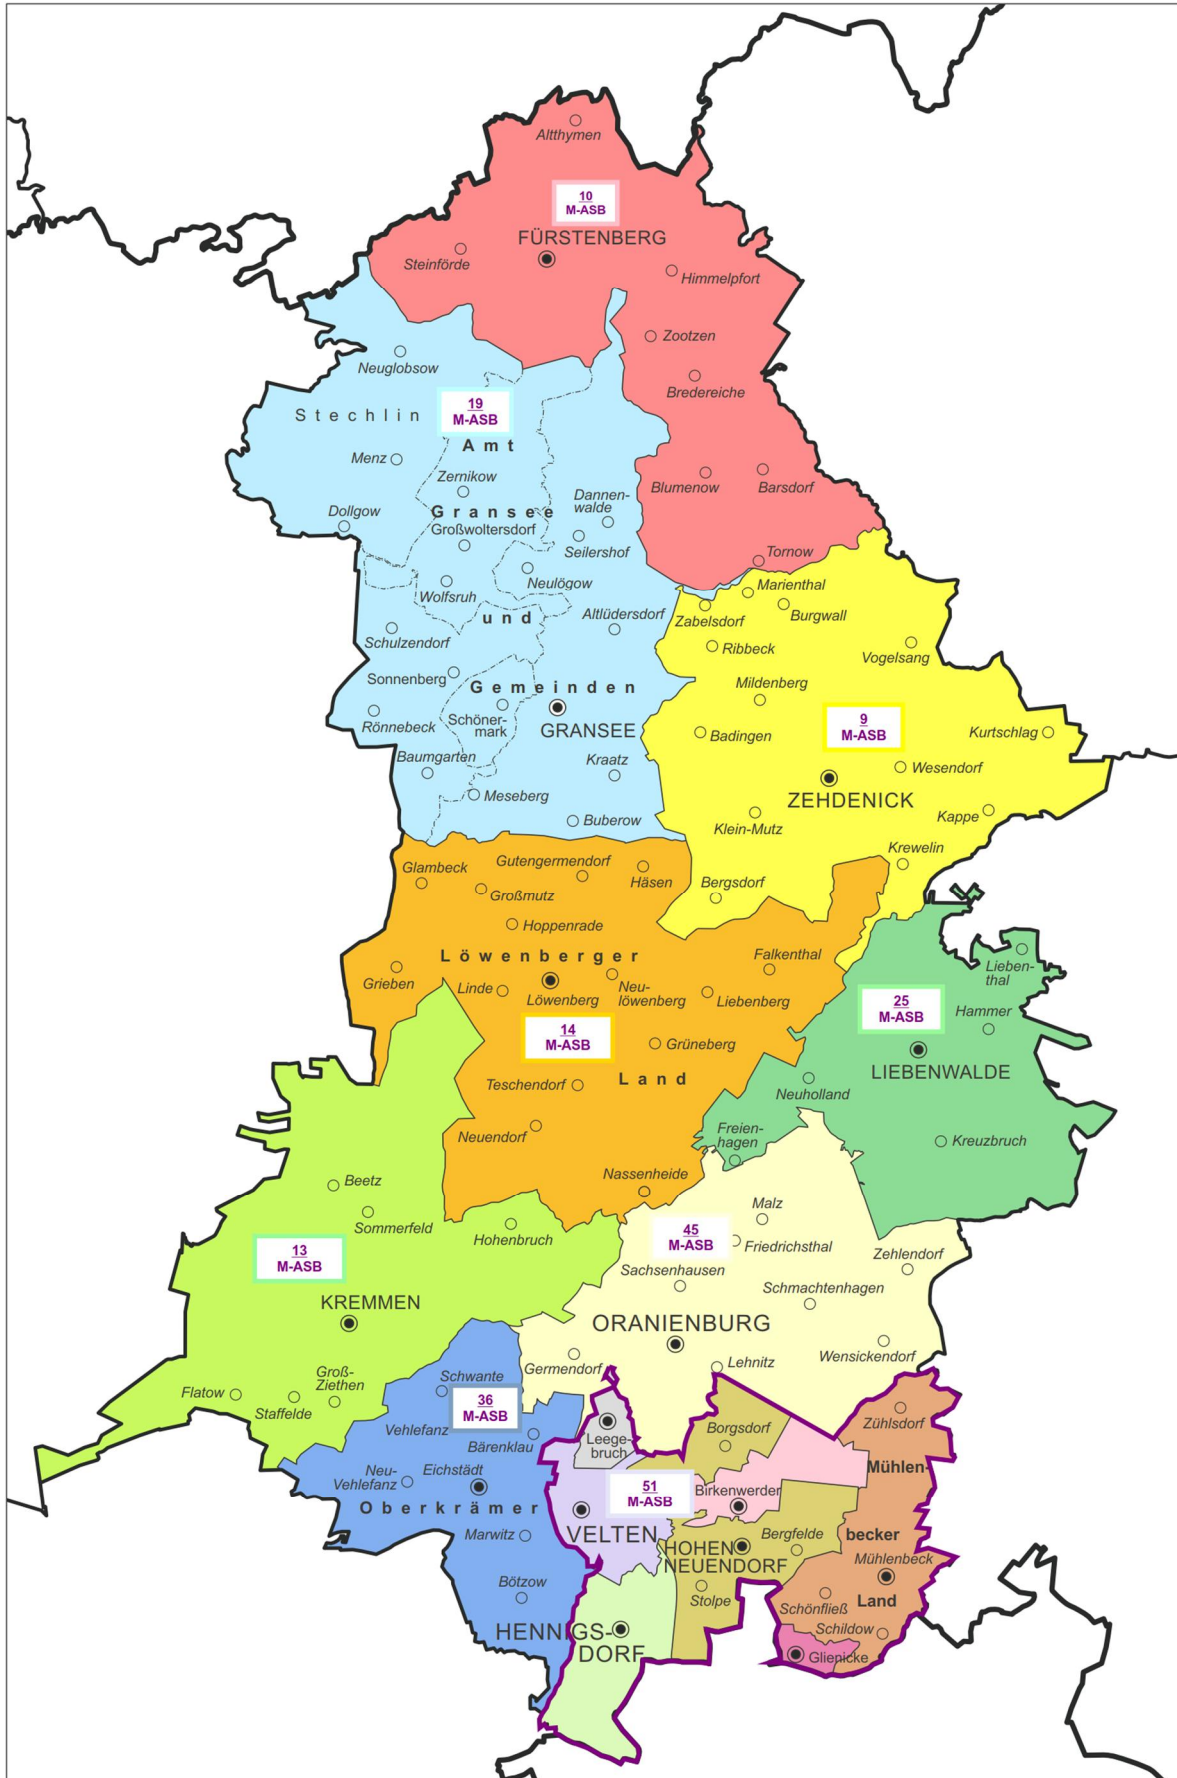 Altthymen
10
M-ASB
FÜRSTENBERG
Steinförde
Himmelpfort
Zootzen
Neuglobsow
Bredereiche
Stechlin
19
M-ASB
Amt
Menz
Zernikow
Blumenow
Barsdorf
Dannen-
walde
Dollgow
Gransee
Großwoltersdorf
Seilershof
Tornow
Neulögow
Marienthal
Wolfsruh
Zabelsdorf
Burgwall
und
Altlüdersdorf
Schulzendorf
Ribbeck
Vogelsang
Sonnenberg
Gemeinden
Mildenberg
Schöner-
mark
GRANSEE
Rönnebeck
9
M-ASB
Badingen
Kurtschlag
Baumgarten
Kraatz
Wesendorf
Meseberg
ZEHDENICK
Buberow
Klein-Mutz
Kappe
Krewelin
Glambeck
Gutengermendorf
Häsen
Bergsdorf
Großmutz
Hoppenrade
Löwenberger
Falkenthal
Lieben-
thal
Grieben
Linde
Löwenberg
Neu-
löwenberg
Liebenberg
25
M-ASB
Hammer
14
M-ASB
Grüneberg
LIEBENWALDE
Teschendorf
Land
Neuholland
Neuendorf
Freien-
hagen
Kreuzbruch
Nassenheide
Beetz
Sommerfeld
Malz
Hohenbruch
45
M-ASB
Friedrichsthal
13
M-ASB
Zehlendorf
Sachsenhausen
Schmachtenhagen
KREMMEN
ORANIENBURG
Wensickendorf
Germendorf
Lehnitz
Groß-
Ziethen
Schwante
Flatow
Staffelde
36
M-ASB
Zühlsdorf
Vehlefanz
Bärenklau
Leege-
bruch
Borgsdorf
Neu-
Vehlefanz
Eichstädt
Mühlen-
51
M-ASB
Birkenwerder
Oberkrämer
Marwitz
VELTEN
HOHEN
NEUENDORF
Bergfelde
becker
Mühlenbeck
Bötzow
Stolpe
Schönfließ
Land
HENNIGS-
DORF
Schildow
Glienicke